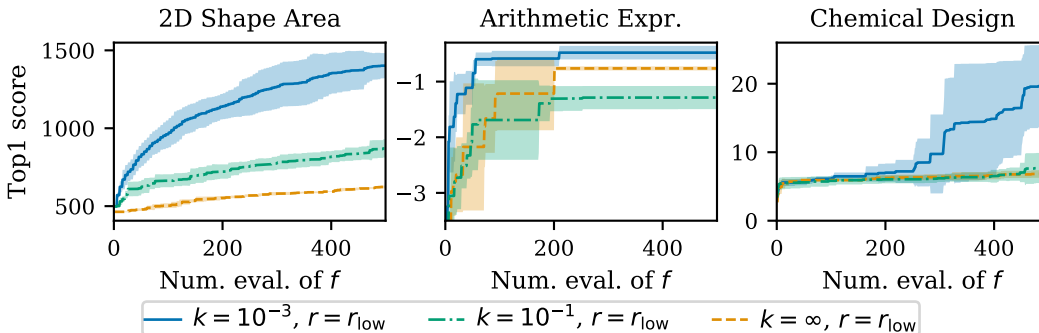 2D Shape Area
Arithmetic Expr.
Chemical Design
Top1 score
1500
1000
500
0
200
400
Num. eval. of f
−1
−2
−3
0
200
400
Num. eval. of f
20
10
0
0
200
400
Num. eval. of f
k = 10⁻³, r = r_low
k = 10⁻¹, r = r_low
k = ∞, r = r_low